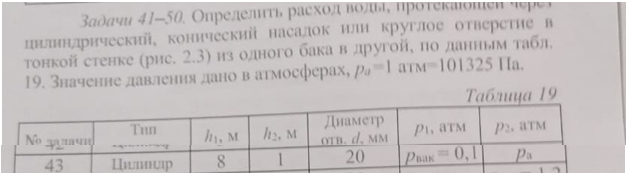 Задачи 41–50. Определить расход воды, протекающей через
цилиндрический, конический насадок или круглое отверстие в
тонкой стенке (рис. 2.3) из одного бака в другой, по данным табл.
19. Значение давления дано в атмосферах, pₐ=1 атм=101325 Па.
Таблица 19
№ задачи Тип h₁, м h₂, м Диаметр отв. d, мм p₁, атм p₂, атм
43 Цилиндр 8 1 20 pвак = 0,1 pₐ